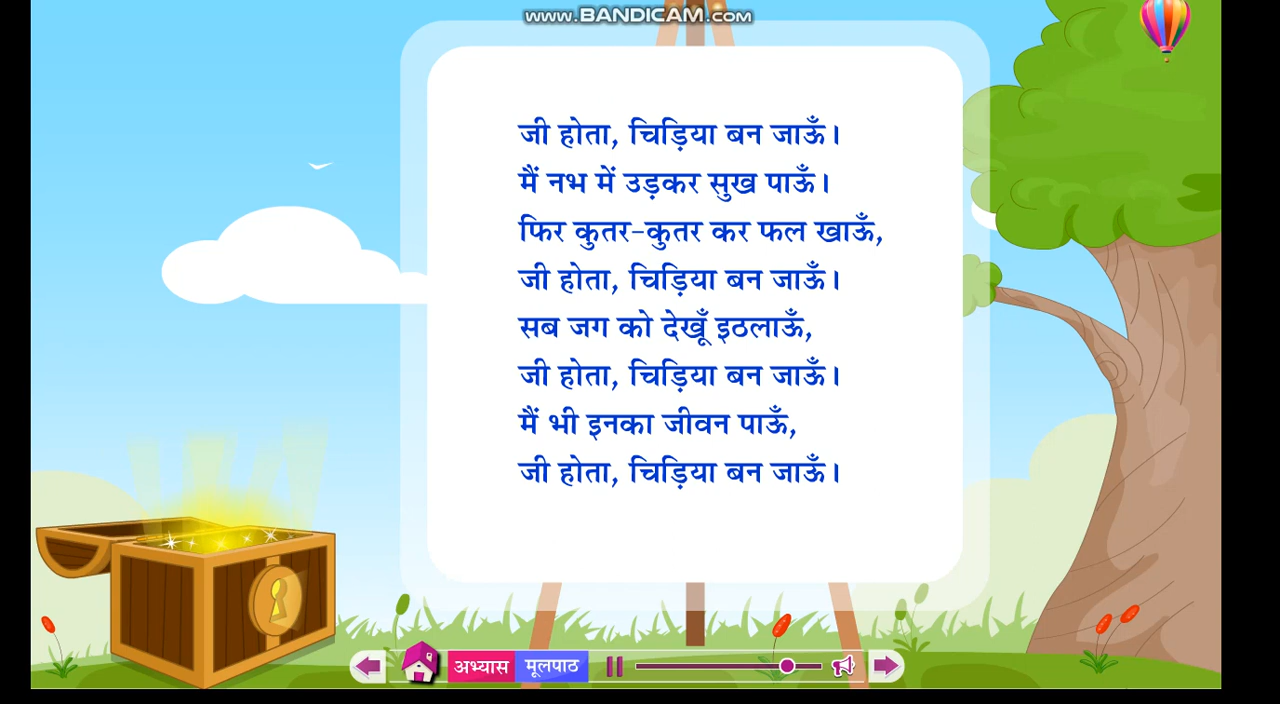 www.BANDICAM.com
जी होता, चिड़िया बन जाऊँ।
मैं नभ में उड़कर सुख पाऊँ।
फिर कुतर-कुतर कर फल खाऊँ,
जी होता, चिड़िया बन जाऊँ।
सब जग को देखूँ इठलाऊँ,
जी होता, चिड़िया बन जाऊँ।
मैं भी इनका जीवन पाऊँ,
जी होता, चिड़िया बन जाऊँ।
अभ्यास मूलपाठ